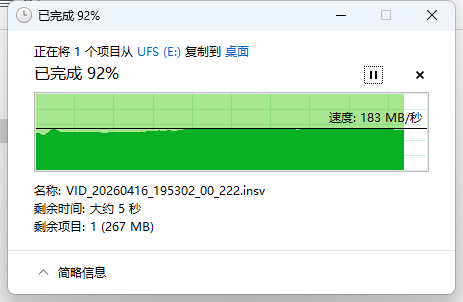 已完成 92%
正在将 1 个项目从 UFS (E:) 复制到 桌面
已完成 92%
速度: 183 MB/秒
名称: VID_20260416_195302_00_222.insv
剩余时间: 大约 5 秒
剩余项目: 1 (267 MB)
简略信息